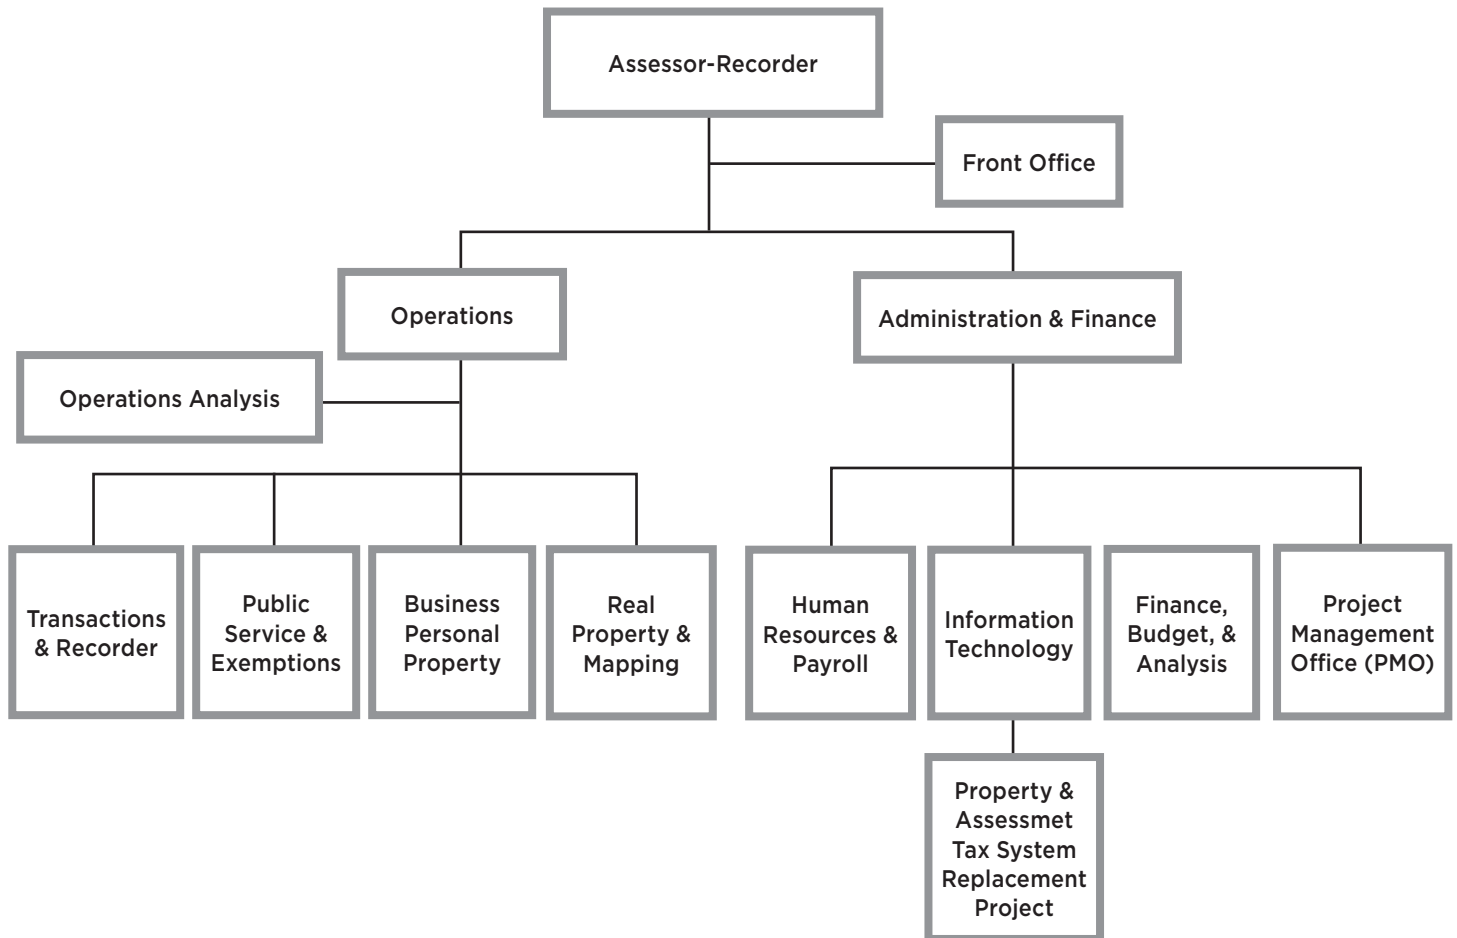 Assessor-Recorder
Front Office
Operations
Administration & Finance
Operations Analysis
Transactions
& Recorder
Public
Service &
Exemptions
Business
Personal
Property
Real
Property &
Mapping
Human
Resources &
Payroll
Information
Technology
Finance,
Budget, &
Analysis
Project
Management
Office (PMO)
Property &
Assessmet
Tax System
Replacement
Project